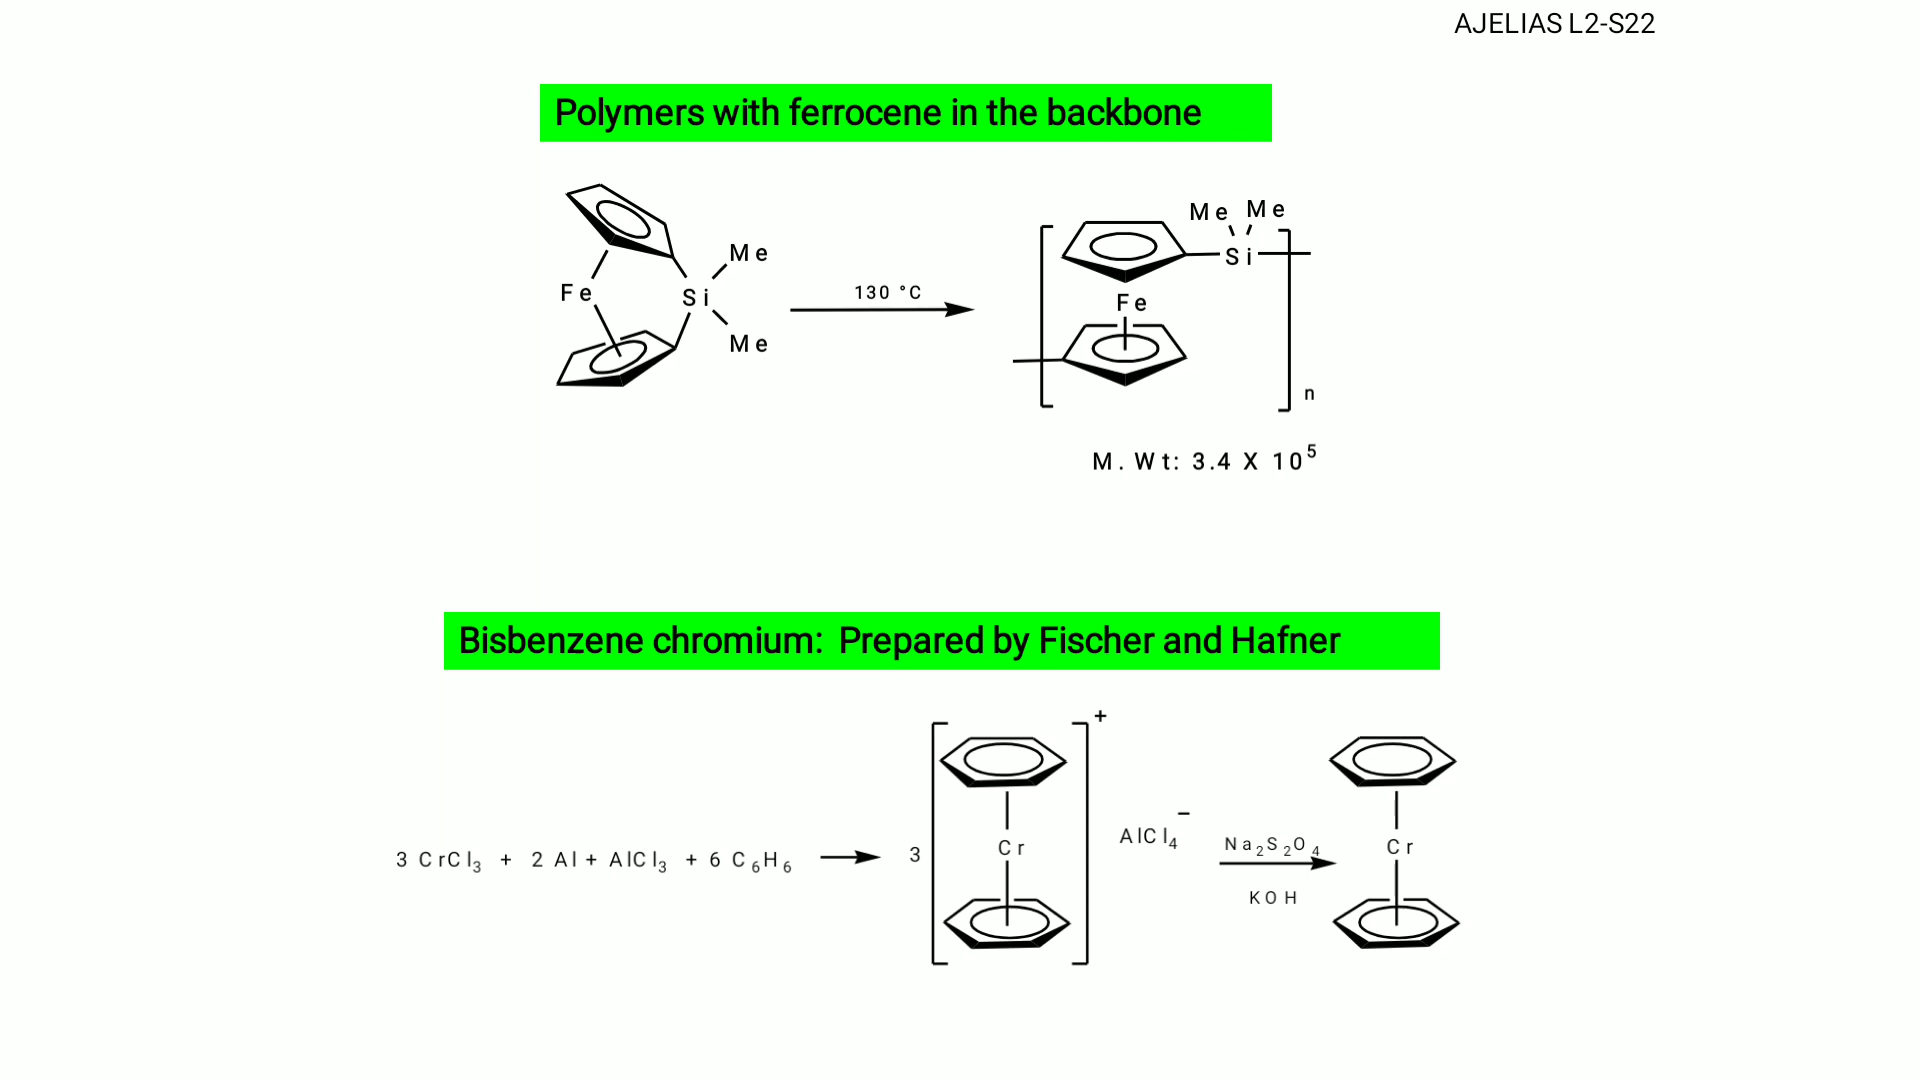 AJELIAS L2-S22
Polymers with ferrocene in the backbone
Me Me
Me
Fe Si Si
130 °C
Fe
Me
n
M. Wt: 3.4 X 10⁵
Bisbenzene chromium: Prepared by Fischer and Hafner
+
3 CrCl₃ + 2 Al + AlCl₃ + 6 C₆H₆ 3 Cr AlCl₄⁻ Na₂S₂O₄ Cr
KOH